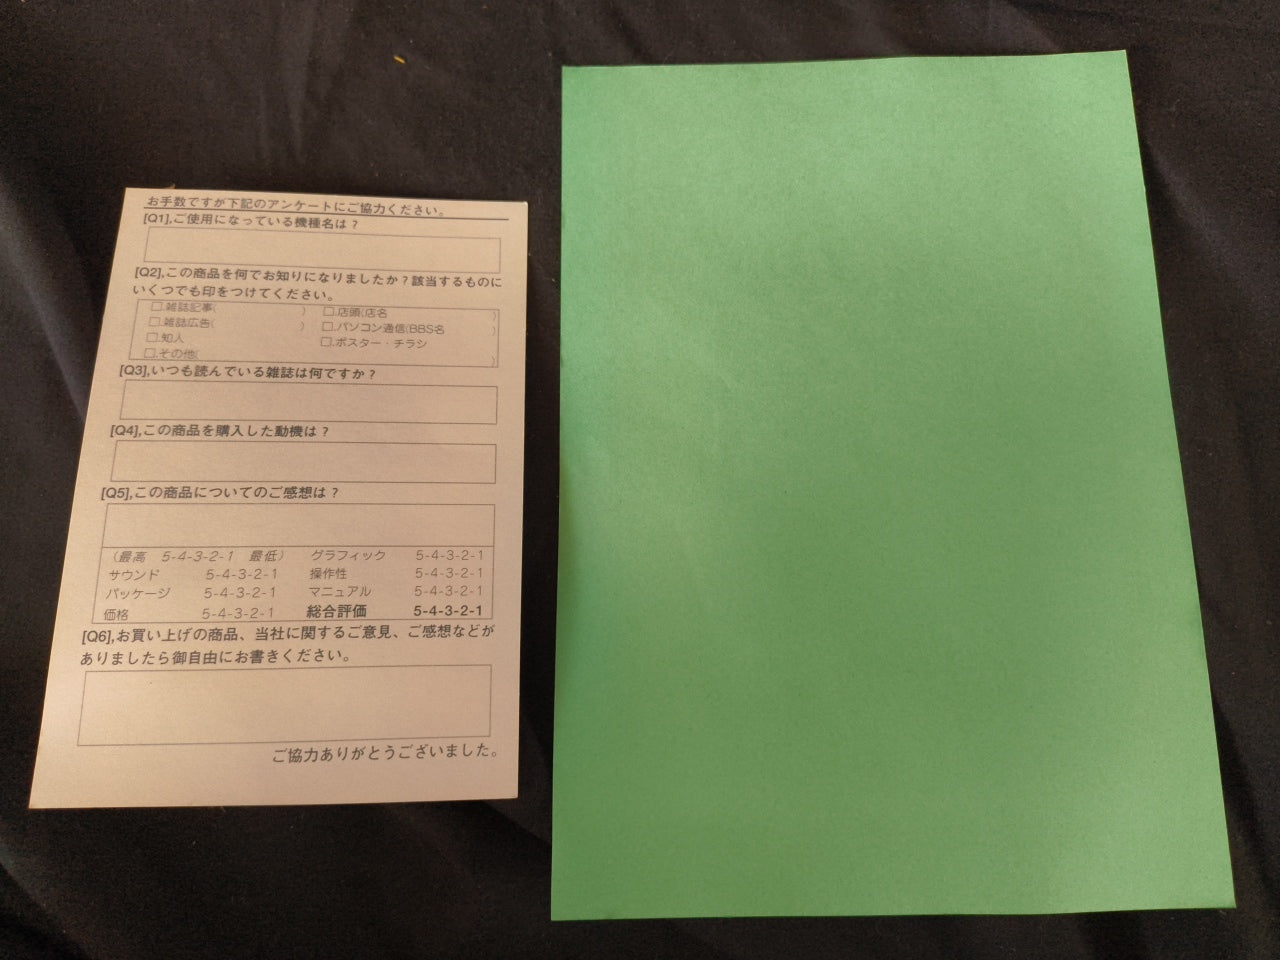 お手数ですが下記のアンケートにご協力ください。
[Q1],ご使用になっている機種名は？
[Q2],この商品を何でお知りになりましたか？該当するものに
いくつでも印をつけてください。
□.雑誌記事(　　　　) □.店頭(店名　　　　)
□.雑誌広告(　　　　) □.パソコン通信(BBS名　　　　)
□.知人 □.ポスター・チラシ
□.その他(　　　　)
[Q3],いつも読んでいる雑誌は何ですか？
[Q4],この商品を購入した動機は？
[Q5],この商品についてのご感想は？
（最高　5-4-3-2-1　最低） グラフィック 5-4-3-2-1
サウンド 5-4-3-2-1 操作性 5-4-3-2-1
パッケージ 5-4-3-2-1 マニュアル 5-4-3-2-1
価格 5-4-3-2-1 総合評価 5-4-3-2-1
[Q6],お買い上げの商品、当社に関するご意見、ご感想などが
ありましたら御自由にお書きください。
ご協力ありがとうございました。